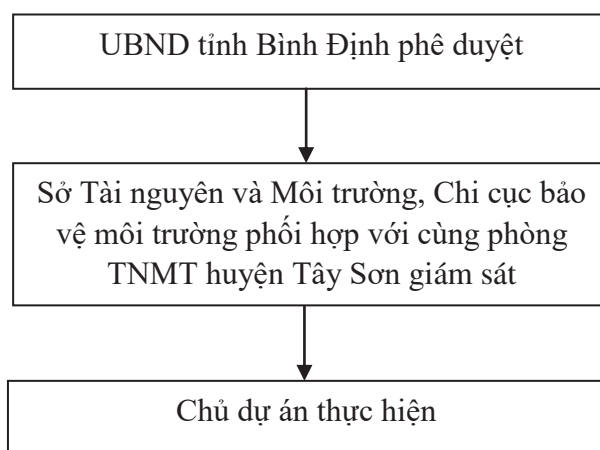 UBND tỉnh Bình Định phê duyệt
Sở Tài nguyên và Môi trường, Chi cục bảo
vệ môi trường phối hợp với cùng phòng
TNMT huyện Tây Sơn giám sát
Chủ dự án thực hiện